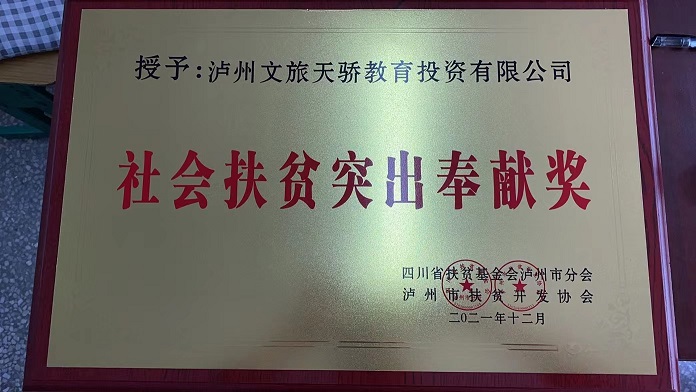 授予：泸州文旅天骄教育投资有限公司
社会扶贫突出奉献奖
四川省扶贫基金会泸州市分会
泸州市扶贫开发协会
二〇二一年十二月